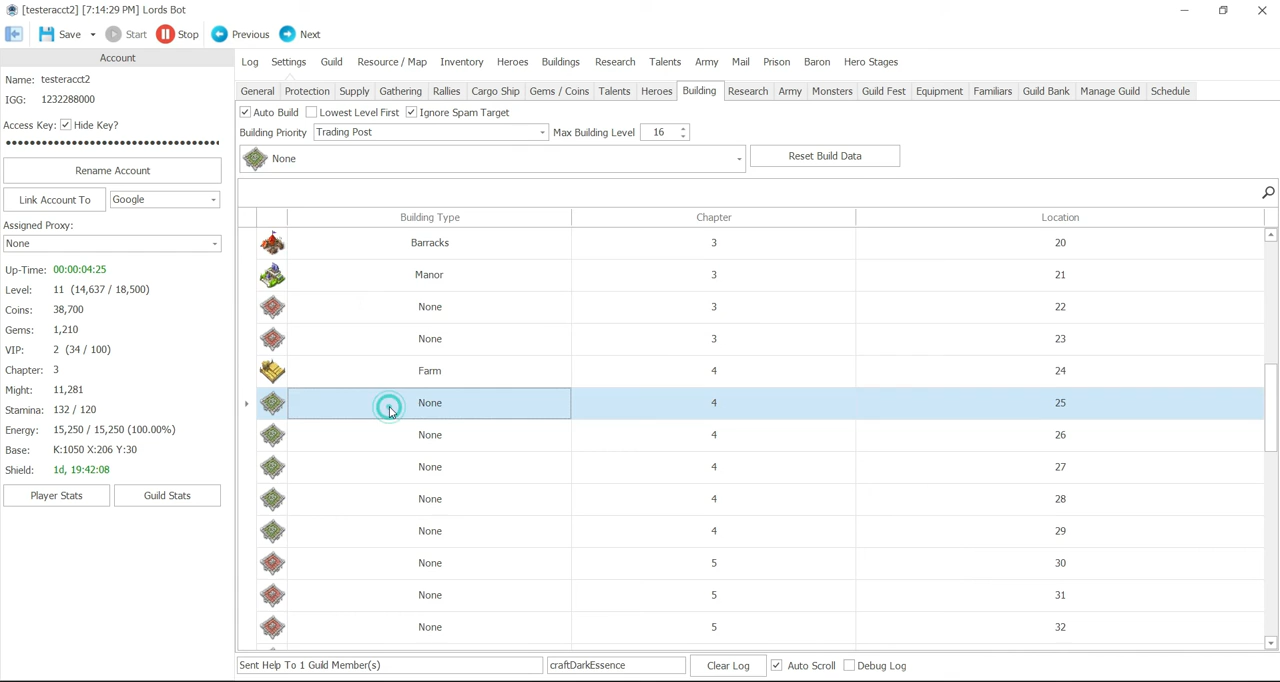 [testeracct2] [7:14:29 PM] Lords Bot
Save Start Stop Previous Next
Account
Name: testeracct2
IGG: 1232288000
Access Key: Hide Key?
Rename Account
Link Account To Google
Assigned Proxy:
None
Up-Time: 00:00:04:25
Level: 11 (14,637 / 18,500)
Coins: 38,700
Gems: 1,210
VIP: 2 (34 / 100)
Chapter: 3
Might: 11,281
Stamina: 132 / 120
Energy: 15,250 / 15,250 (100.00%)
Base: K:1050 X:206 Y:30
Shield: 1d, 19:42:08
Player Stats Guild Stats
Log Settings Guild Resource / Map Inventory Heroes Buildings Research Talents Army Mail Prison Baron Hero Stages
General Protection Supply Gathering Rallies Cargo Ship Gems / Coins Talents Heroes Building Research Army Monsters Guild Fest Equipment Familiars Guild Bank Manage Guild Schedule
Auto Build Lowest Level First Ignore Spam Target
Building Priority Trading Post Max Building Level 16
None Reset Build Data
Building Type Chapter Location
Barracks 3 20
Manor 3 21
None 3 22
None 3 23
Farm 4 24
None 4 25
None 4 26
None 4 27
None 4 28
None 4 29
None 5 30
None 5 31
None 5 32
Sent Help To 1 Guild Member(s) craftDarkEssence Clear Log Auto Scroll Debug Log